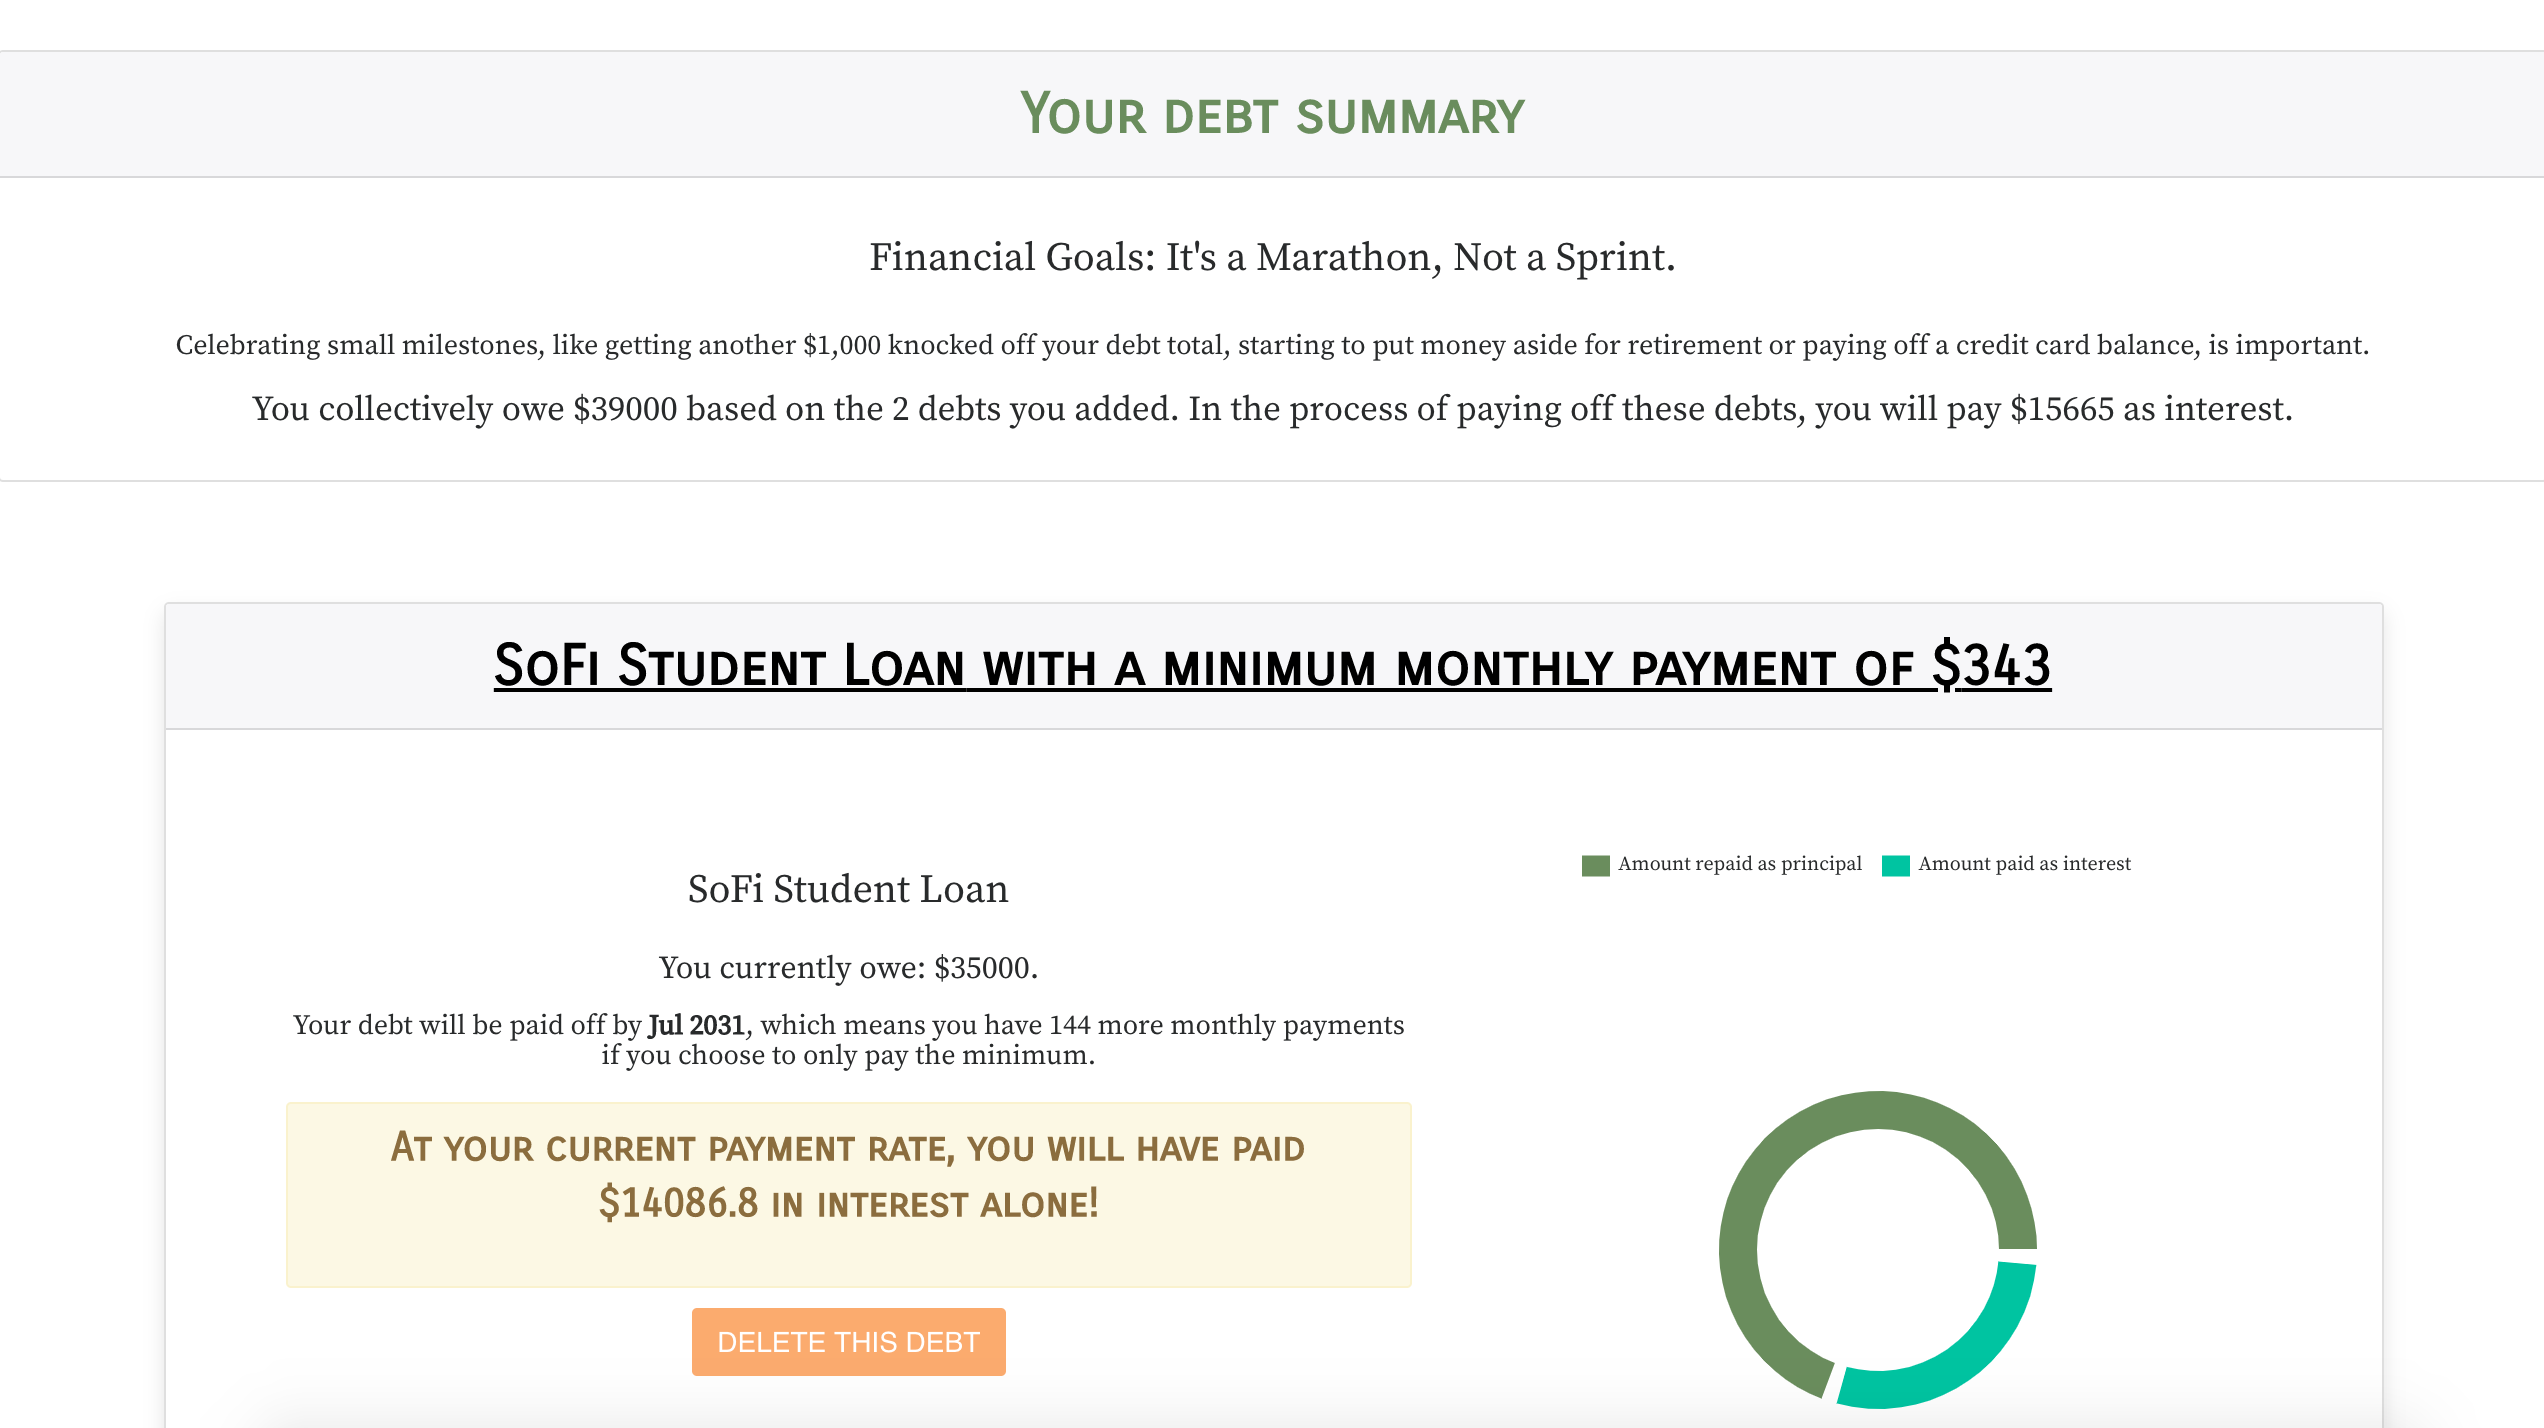 Your debt summary
Financial Goals: It's a Marathon, Not a Sprint.
Celebrating small milestones, like getting another $1,000 knocked off your debt total, starting to put money aside for retirement or paying off a credit card balance, is important.
You collectively owe $39000 based on the 2 debts you added. In the process of paying off these debts, you will pay $15665 as interest.
SoFi Student Loan with a minimum monthly payment of $343
Amount repaid as principal Amount paid as interest
SoFi Student Loan
You currently owe: $35000.
Your debt will be paid off by Jul 2031, which means you have 144 more monthly payments
if you choose to only pay the minimum.
At your current payment rate, you will have paid
$14086.8 in interest alone!
DELETE THIS DEBT